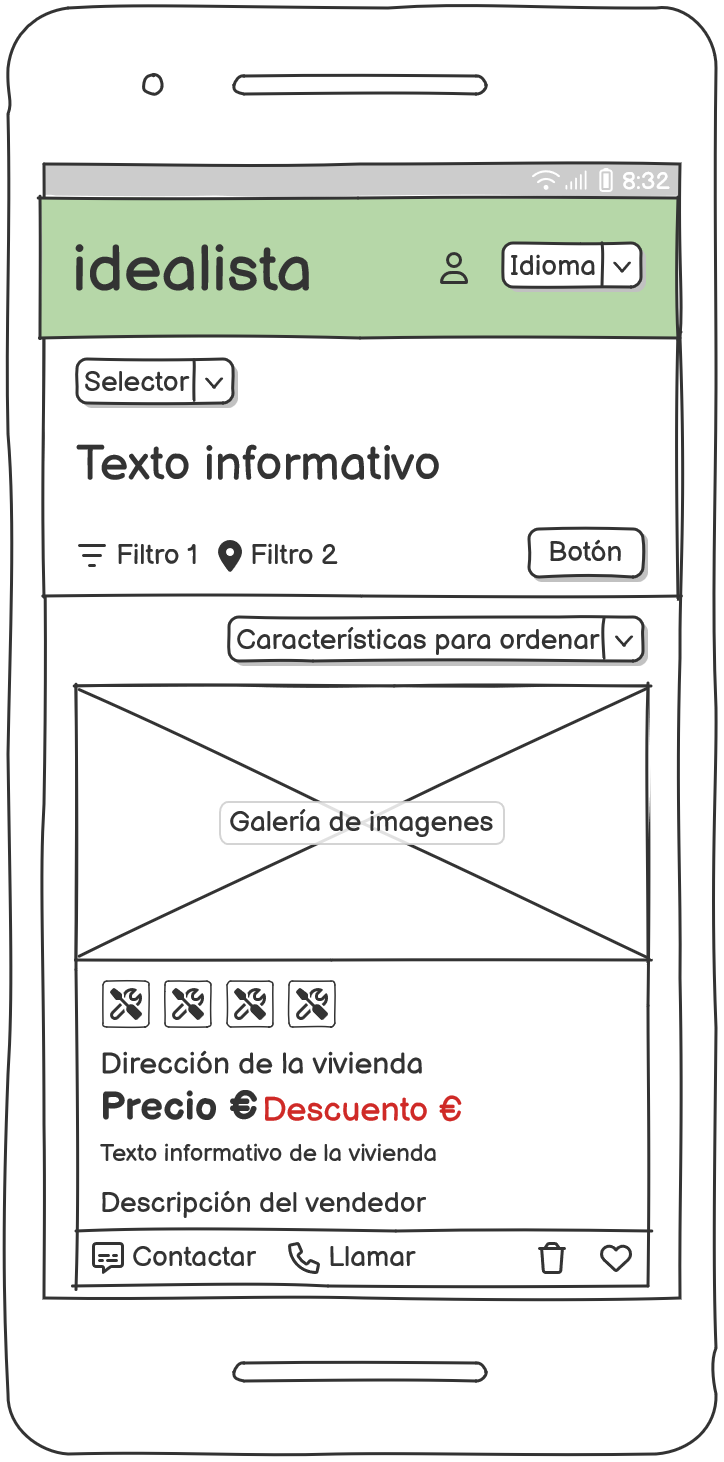 8:32
idealista Idioma
Selector
Texto informativo
Filtro 1 Filtro 2 Botón
Características para ordenar
Galería de imagenes
Dirección de la vivienda
Precio € Descuento €
Texto informativo de la vivienda
Descripción del vendedor
Contactar Llamar